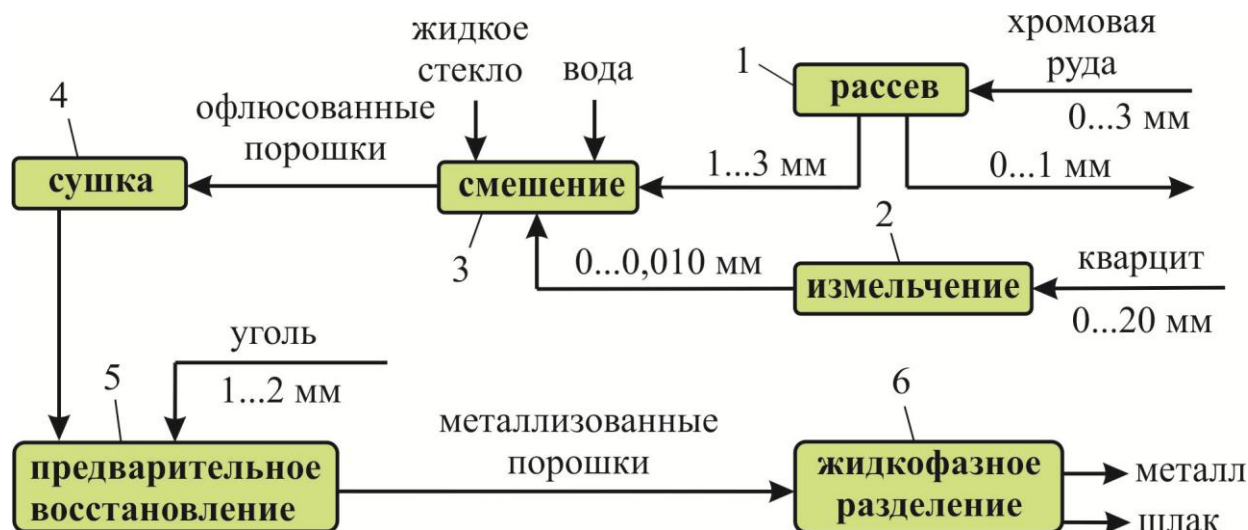 жидкое
стекло
вода
хромовая
руда
1
рассев
0...3 мм
4
офлюсованные
порошки
сушка
смешение
1...3 мм
0...1 мм
3
2
0...0,010 мм
кварцит
измельчение
0...20 мм
уголь
5
1...2 мм
6
металлизованные
порошки
предварительное
восстановление
жидкофазное
разделение
металл
шлак